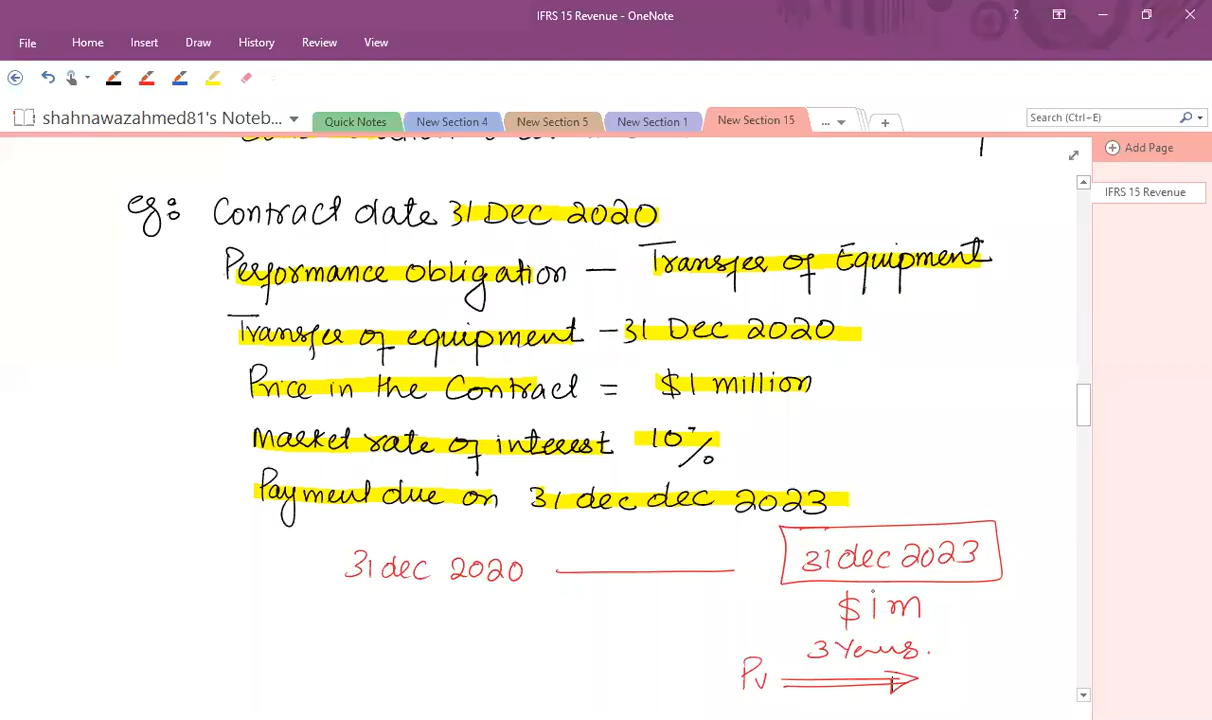 IFRS 15 Revenue - OneNote
?
File Home Insert Draw History Review View
shahnawazahmed81's Noteb... Quick Notes New Section 4 New Section 5 New Section 1 New Section 15 ... + Search (Ctrl+E)
Add Page
IFRS 15 Revenue
eg: Contract date 31 Dec 2020
Performance Obligation — Transfer of Equipment
Transfer of equipment - 31 Dec 2020
Price in the Contract = $1 million
Market rate of interest 10%
Payment due on 31 dec dec 2023
31 dec 2020 31 dec 2023
$1m
3 Years.
PV